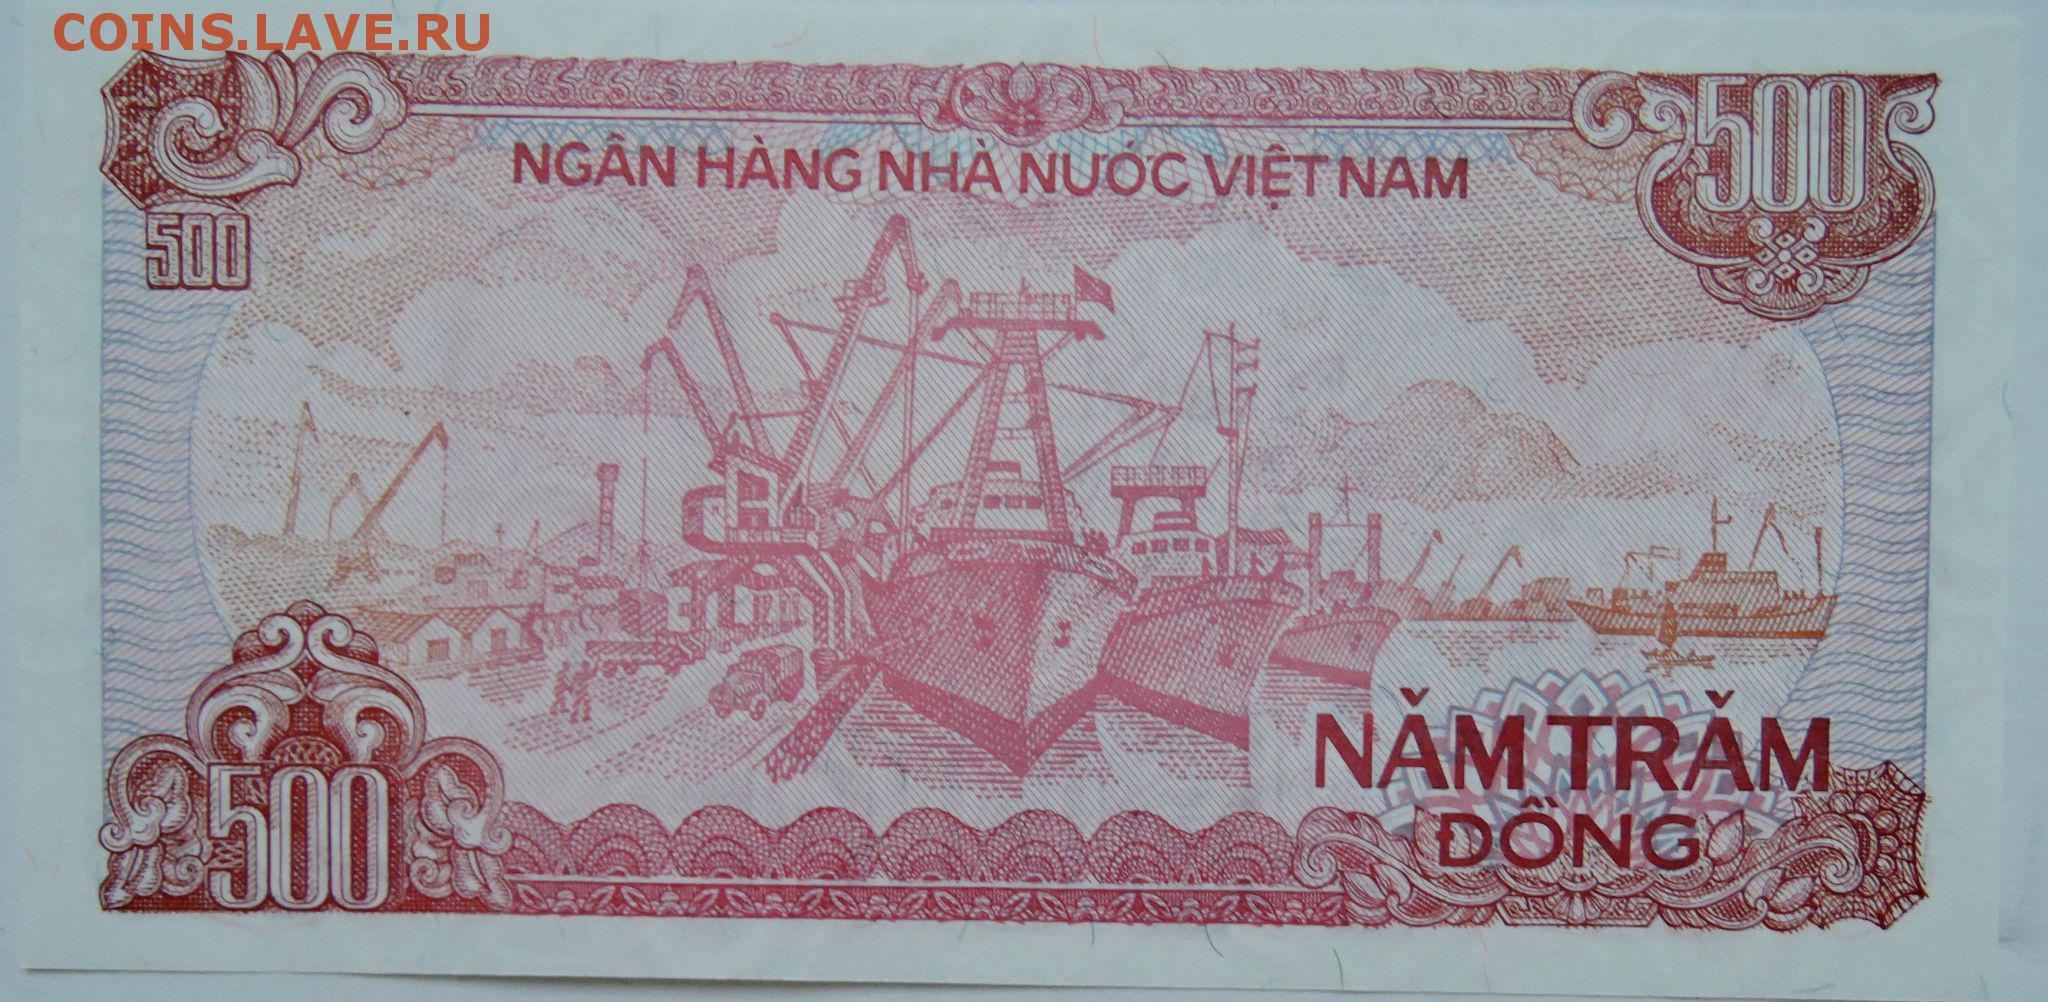 COINS.LAVE.RU
500
NGÂN HÀNG NHÀ NƯỚC VIỆT NAM
500
500
NĂM TRĂM
ĐỒNG